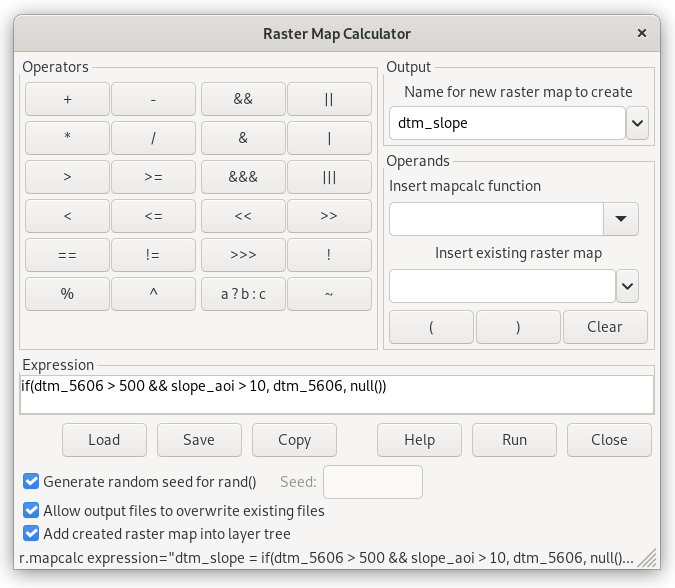 Raster Map Calculator ×
Operators
+ - && ||
* / & |
> >= &&& |||
< <= << >>
== != >>> !
% ^ a ? b : c ~
Output
Name for new raster map to create
dtm_slope
Operands
Insert mapcalc function
Insert existing raster map
( ) Clear
Expression
if(dtm_5606 > 500 && slope_aoi > 10, dtm_5606, null())
Load Save Copy Help Run Close
Generate random seed for rand() Seed:
Allow output files to overwrite existing files
Add created raster map into layer tree
r.mapcalc expression="dtm_slope = if(dtm_5606 > 500 && slope_aoi > 10, dtm_5606, null()...